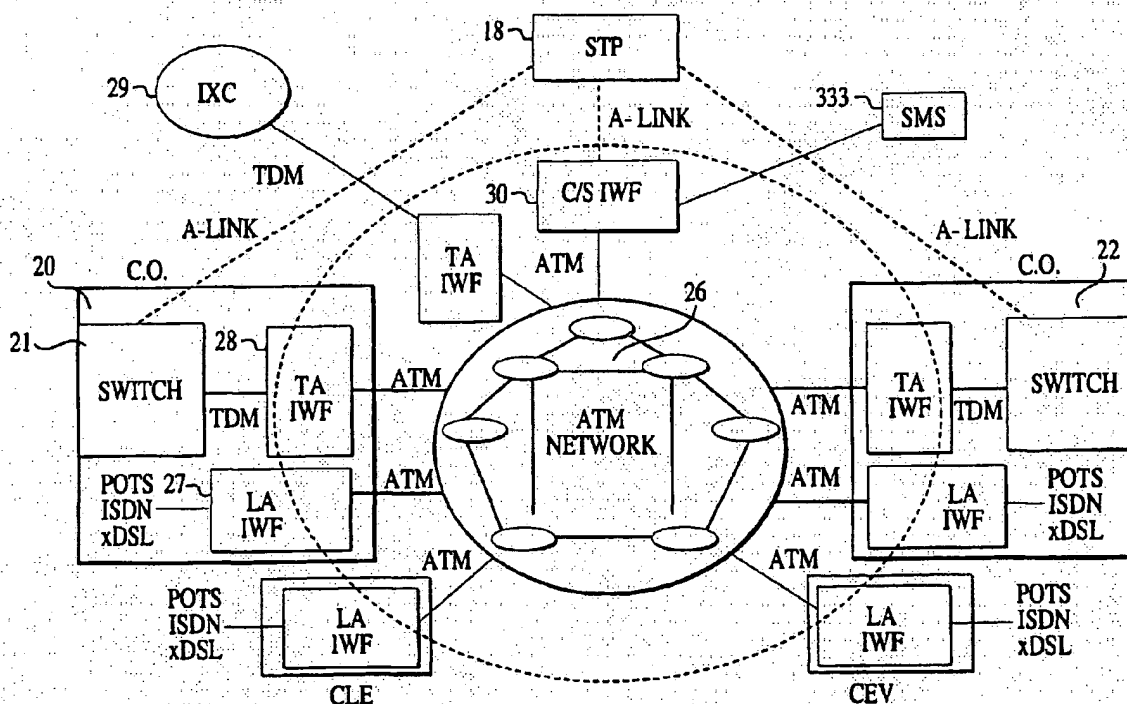 18
STP
29
IXC
333
SMS
A-LINK
TDM
30
C/S IWF
A-LINK
A-LINK
TA
IWF
ATM
20
C.O.
C.O.
22
26
21
28
SWITCH
TDM
TA
IWF
ATM
ATM
NETWORK
ATM
TA
IWF
TDM
SWITCH
POTS
ISDN
xDSL
27
LA
IWF
ATM
ATM
LA
IWF
POTS
ISDN
xDSL
ATM
ATM
POTS
ISDN
xDSL
LA
IWF
CLE
LA
IWF
CEV
POTS
ISDN
xDSL